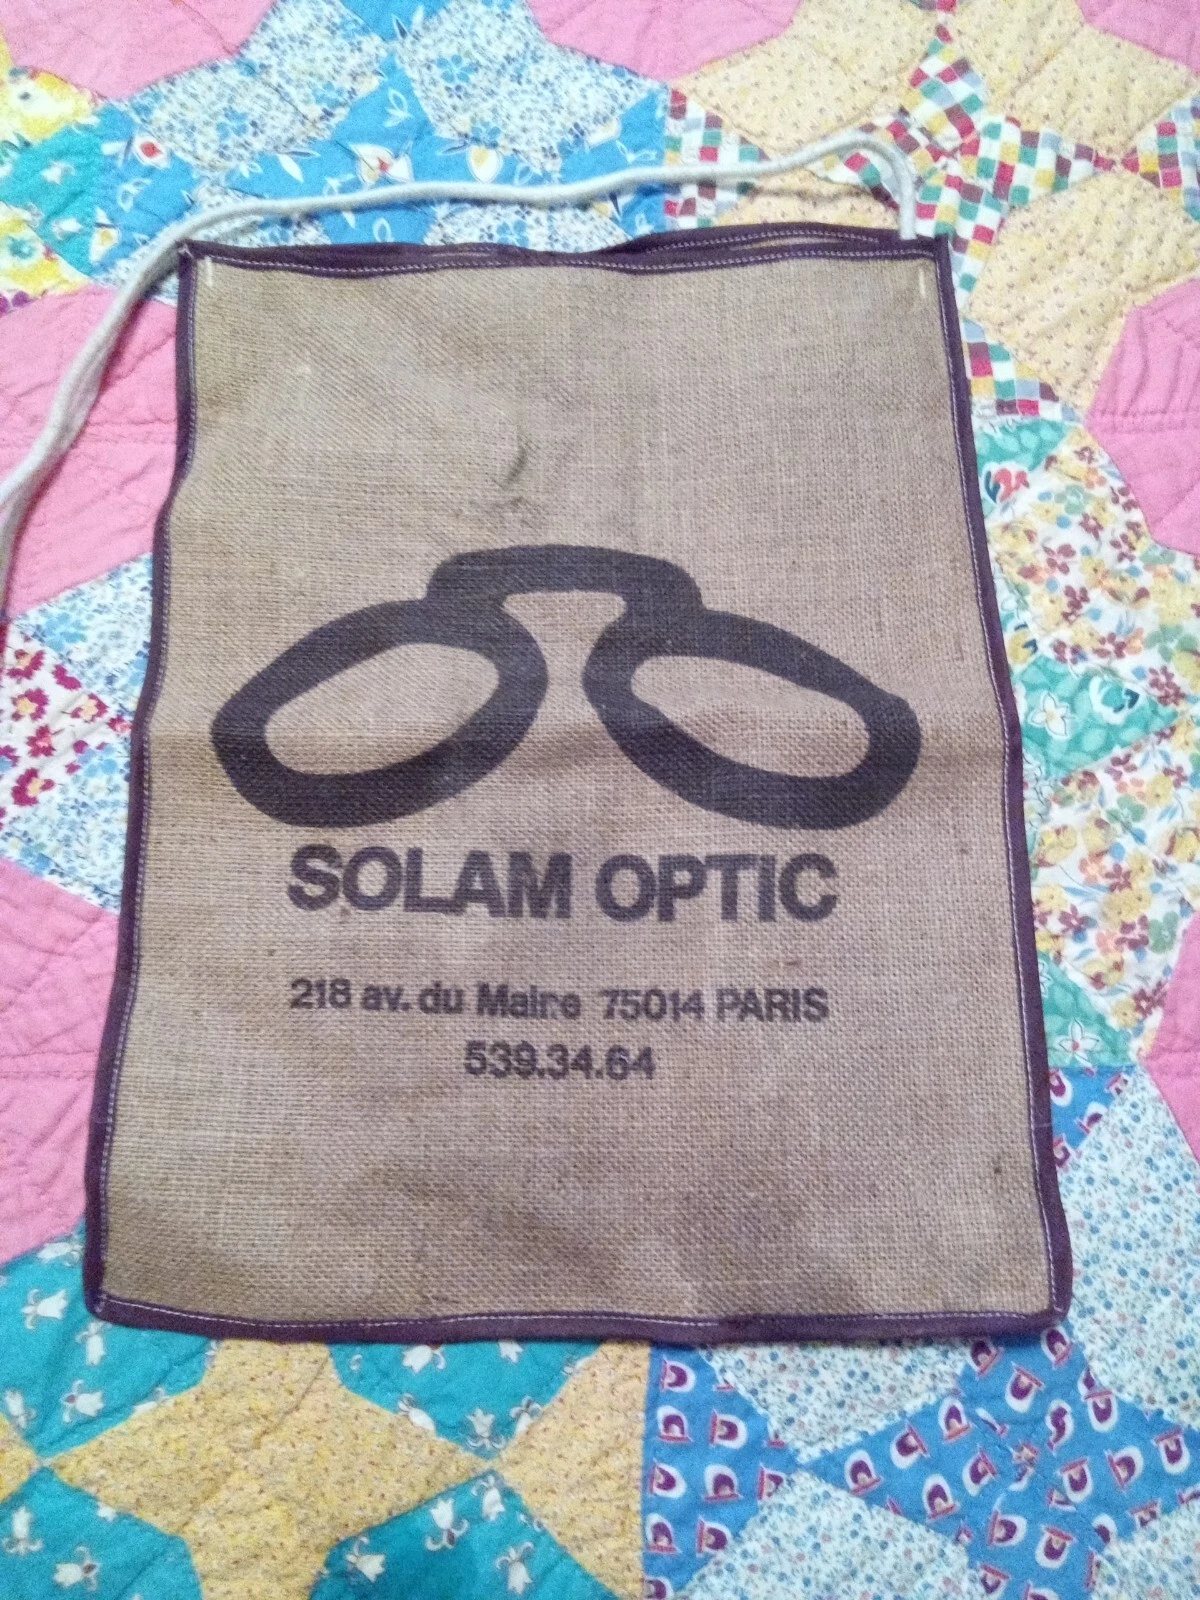 SOLAM OPTIC
218 av. du Maine 75014 PARIS
539.34.64